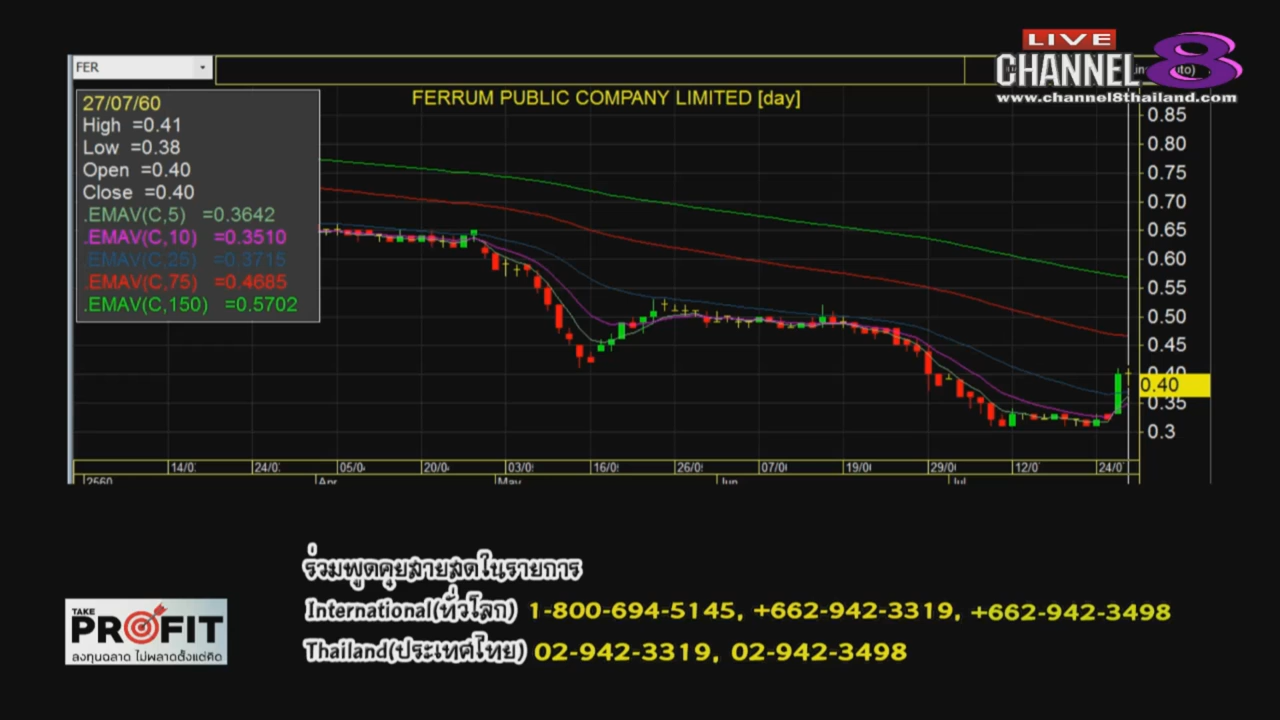 LIVE
CHANNEL 8
www.channel8thailand.com
FER
FERRUM PUBLIC COMPANY LIMITED [day]
27/07/60
High =0.41
Low =0.38
Open =0.40
Close =0.40
.EMAV(C,5) =0.3642
.EMAV(C,10) =0.3510
.EMAV(C,25) =0.3715
.EMAV(C,75) =0.4685
.EMAV(C,150) =0.5702
0.85
0.80
0.75
0.70
0.65
0.60
0.55
0.50
0.45
0.40
0.40
0.35
0.3
14/0 24/0 05/0 20/0 03/0 16/0 26/0 07/0 19/0 29/0 12/0 24/0
2560 Apr May Jun Jul
ร่วมพูดคุยสายสดในรายการ
International(ทั่วโลก) 1-800-694-5145, +662-942-3319, +662-942-3498
Thailand(ประเทศไทย) 02-942-3319, 02-942-3498
TAKE
PROFIT
ลงทุนฉลาด ไม่พลาดตั้งแต่คิด